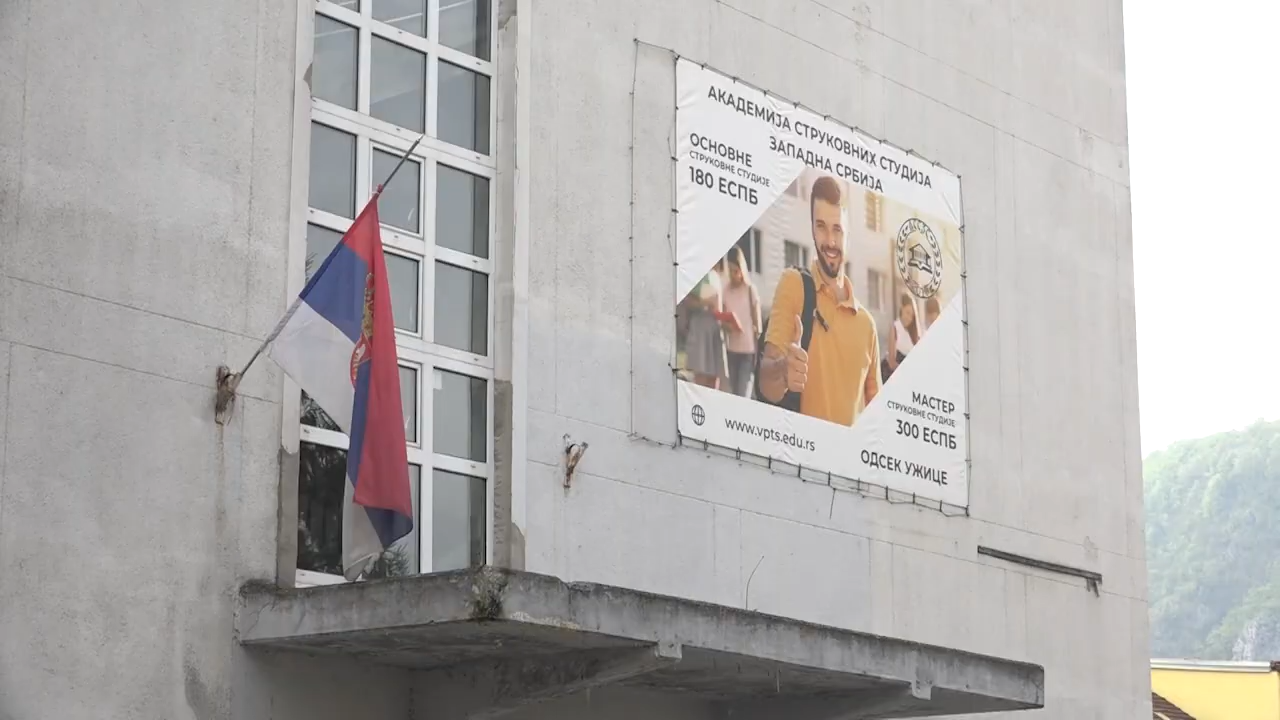 АКАДЕМИЈА СТРУКОВНИХ СТУДИЈА
ЗАПАДНА СРБИЈА
ОСНОВНЕ
СТРУКОВНЕ СТУДИЈЕ
180 ЕСПБ
МАСТЕР
СТРУКОВНЕ СТУДИЈЕ
300 ЕСПБ
www.vpts.edu.rs
ОДСЕК УЖИЦЕ